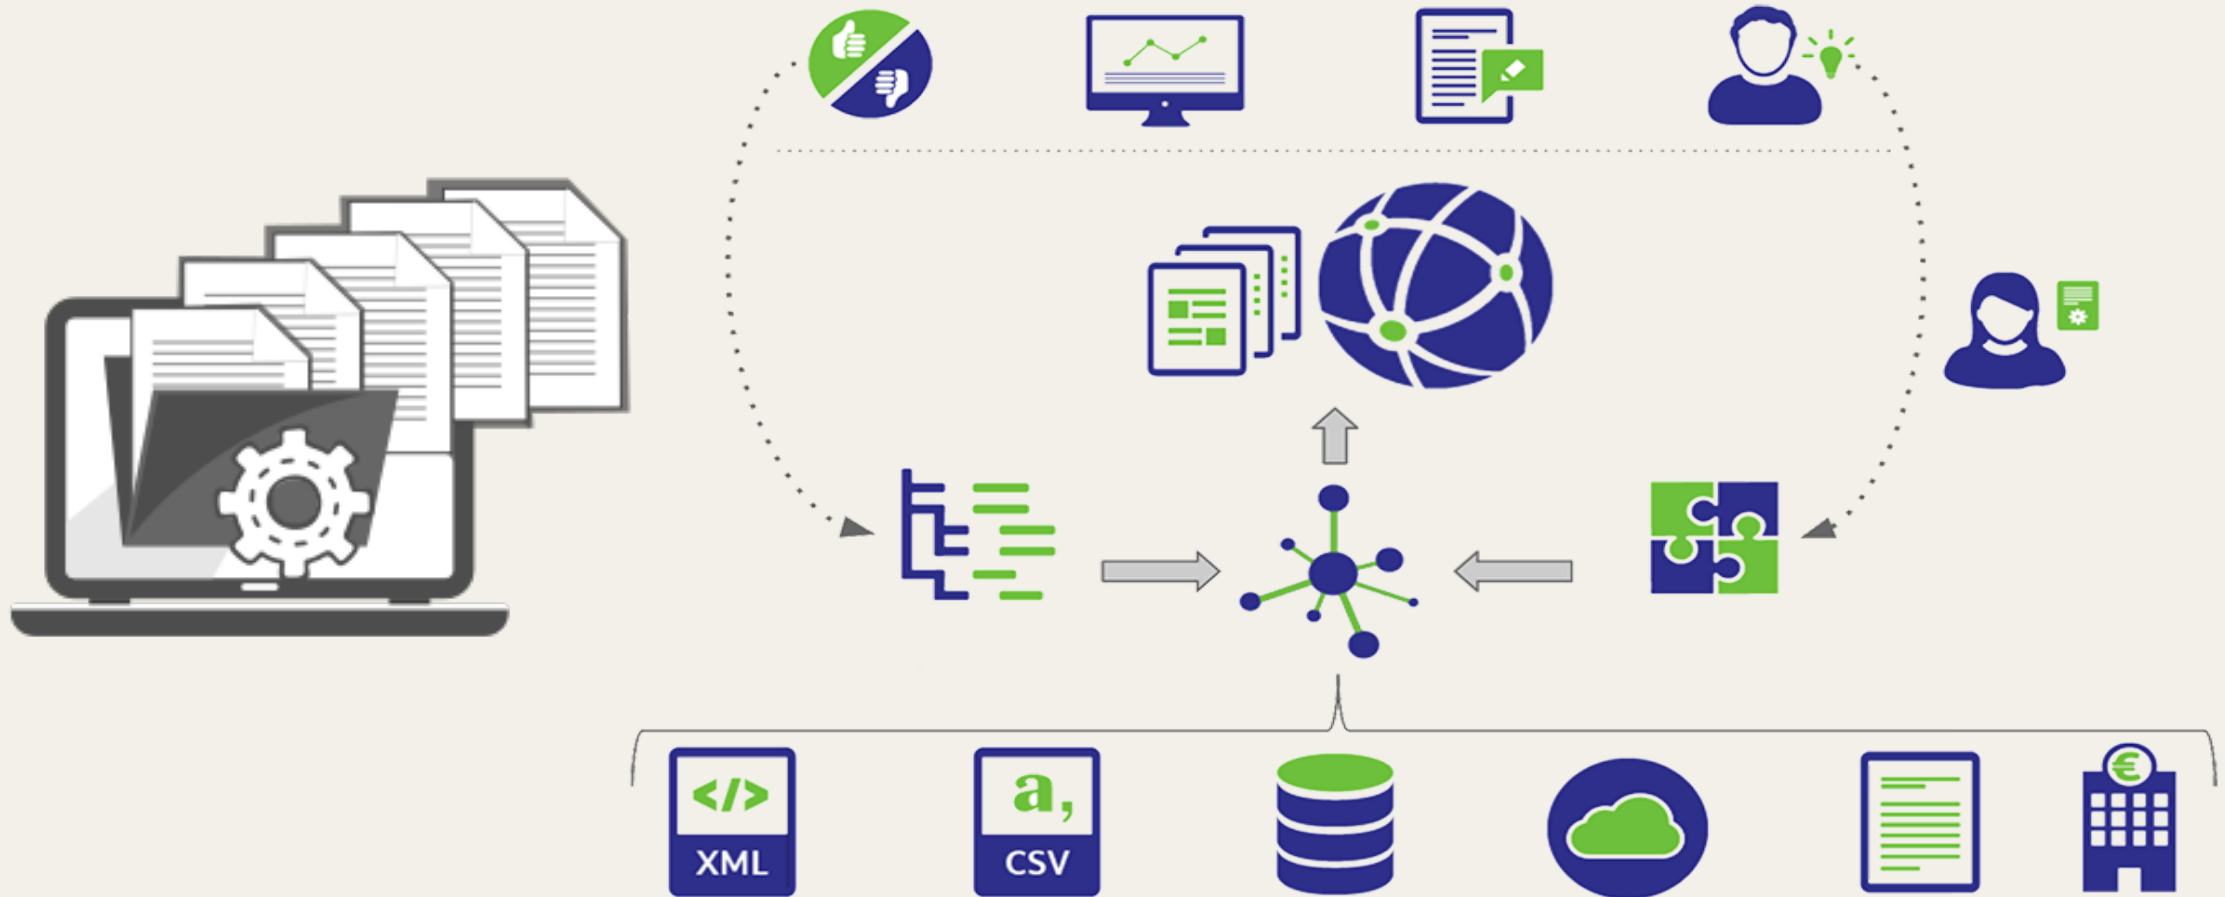 </>
XML
a,
CSV
€